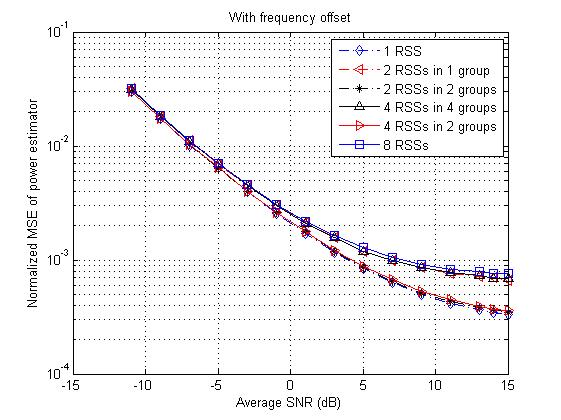 With frequency offset
Normalized MSE of power estimator
10^-1
10^-2
10^-3
10^-4
1 RSS
2 RSSs in 1 group
2 RSSs in 2 groups
4 RSSs in 4 groups
4 RSSs in 2 groups
8 RSSs
-15 -10 -5 0 5 10 15
Average SNR (dB)